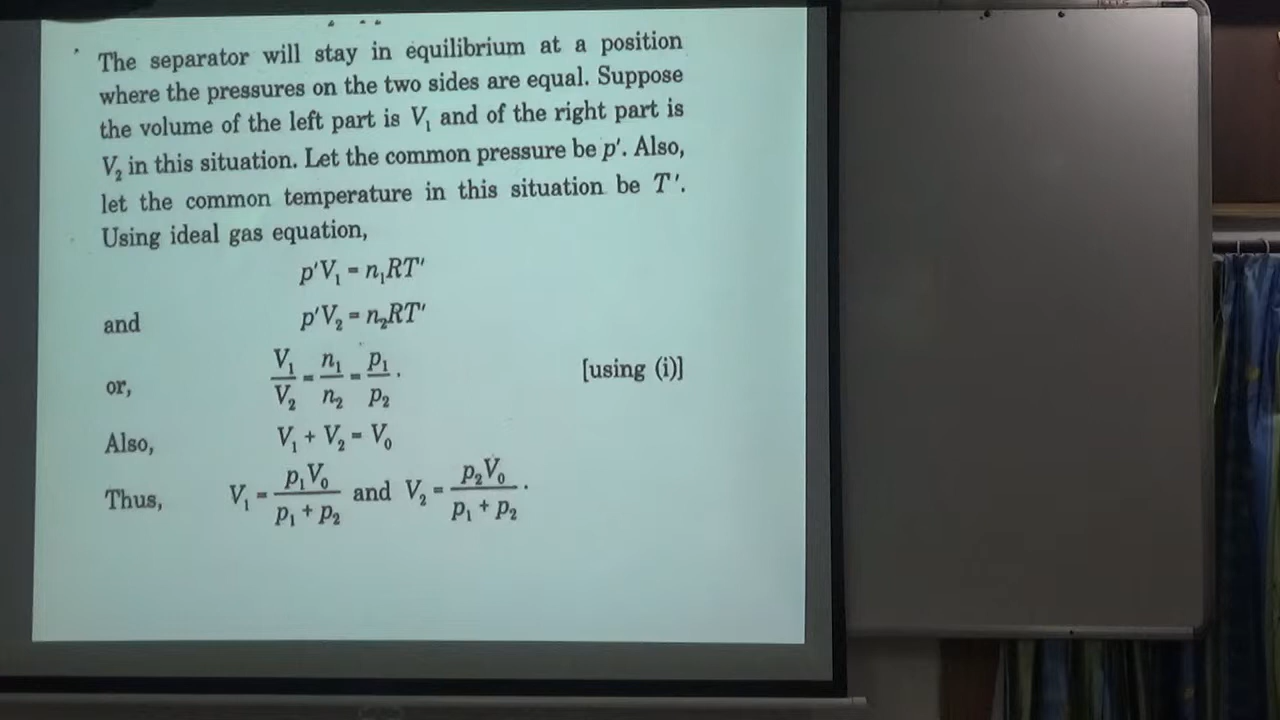 The separator will stay in equilibrium at a position
where the pressures on the two sides are equal. Suppose
the volume of the left part is V₁ and of the right part is
V₂ in this situation. Let the common pressure be p′. Also,
let the common temperature in this situation be T′.
Using ideal gas equation,
p′V₁ = n₁RT′
and p′V₂ = n₂RT′
or, V₁/V₂ = n₁/n₂ = p₁/p₂. [using (i)]
Also, V₁ + V₂ = V₀
Thus, V₁ = p₁V₀/(p₁ + p₂) and V₂ = p₂V₀/(p₁ + p₂).